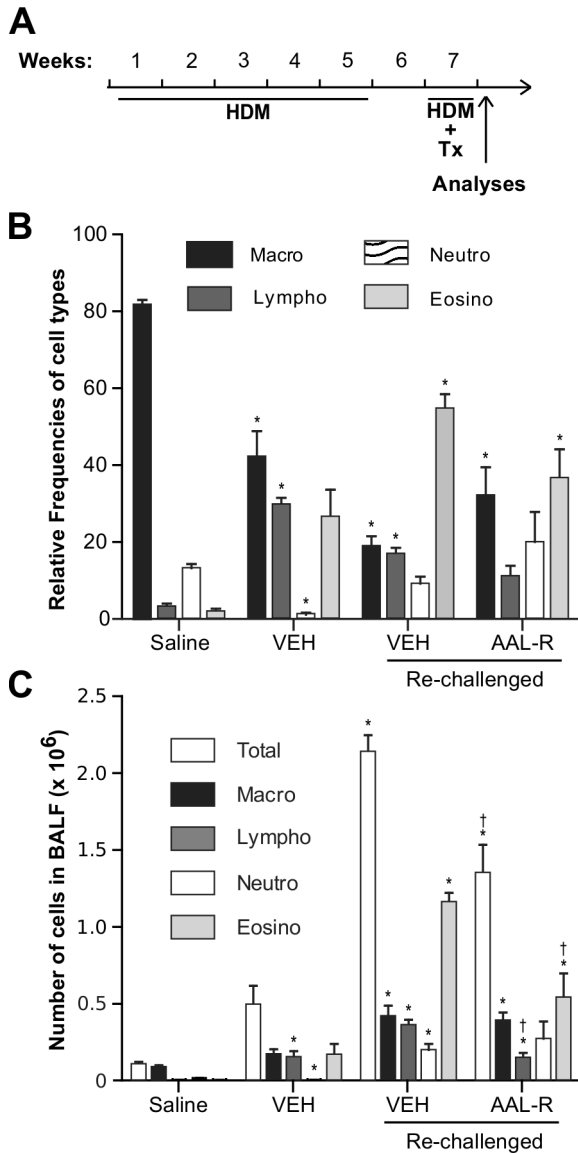 A
Weeks: 1 2 3 4 5 6 7
HDM
HDM
+
Tx
Analyses
B
Relative Frequencies of cell types
100
80
60
40
20
0
Macro
Neutro
Lympho
Eosino
* * * * * * * *
Saline VEH VEH AAL-R
Re-challenged
C
Number of cells in BALF (x 10⁶)
2.5
2.0
1.5
1.0
0.5
0
Total
Macro
Lympho
Neutro
Eosino
* * * * * * * † * * † * † *
Saline VEH VEH AAL-R
Re-challenged